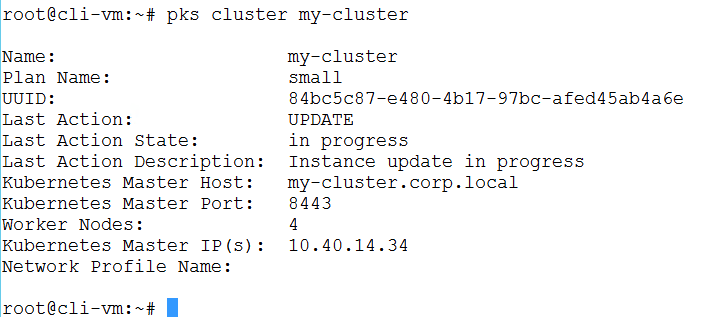 root@cli-vm:~# pks cluster my-cluster
Name: my-cluster
Plan Name: small
UUID: 84bc5c87-e480-4b17-97bc-afed45ab4a6e
Last Action: UPDATE
Last Action State: in progress
Last Action Description: Instance update in progress
Kubernetes Master Host: my-cluster.corp.local
Kubernetes Master Port: 8443
Worker Nodes: 4
Kubernetes Master IP(s): 10.40.14.34
Network Profile Name:
root@cli-vm:~#